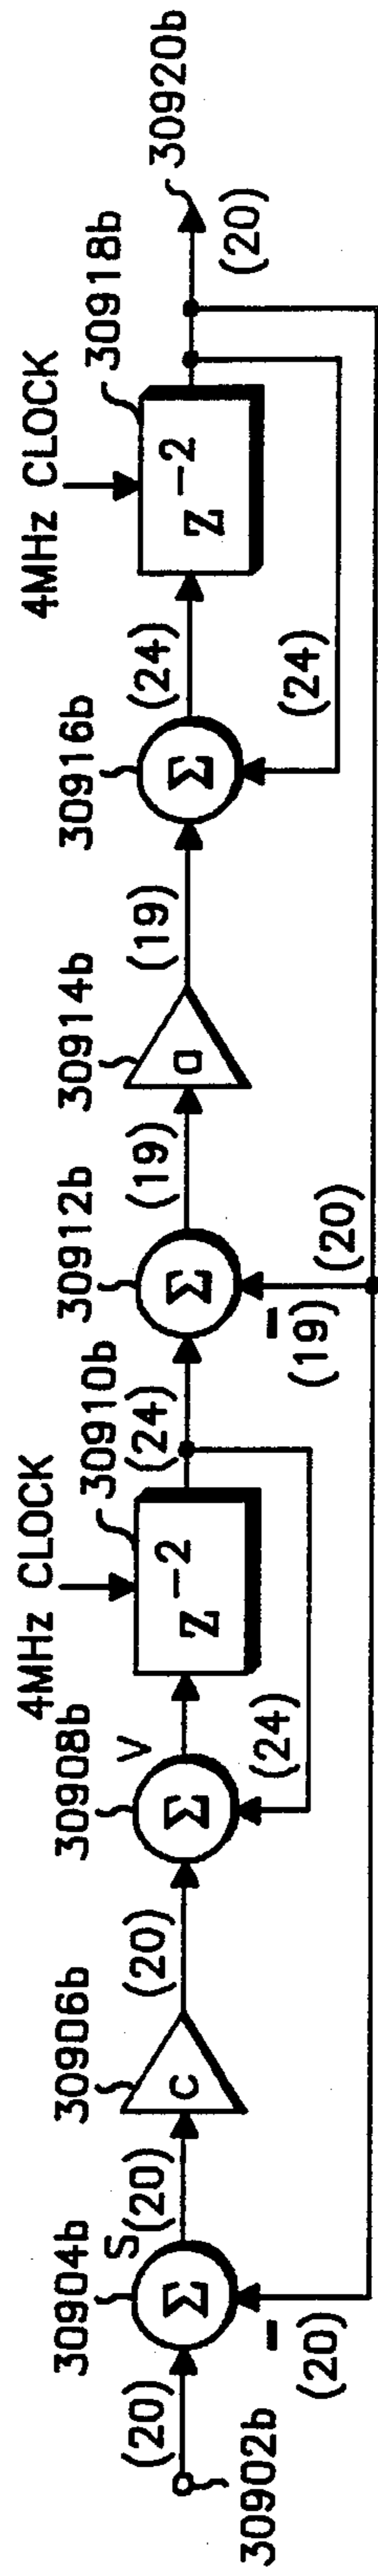 30902b
(20)
30904b
Σ
—
(20)
S
(20)
30906b
c
(20)
30908b
Σ
V
(24)
4MHz CLOCK
30910b
z⁻²
(24)
30912b
Σ
—
(19)
(20)
(19)
30914b
a
(19)
30916b
Σ
(24)
(24)
4MHz CLOCK
30918b
z⁻²
30920b
(20)